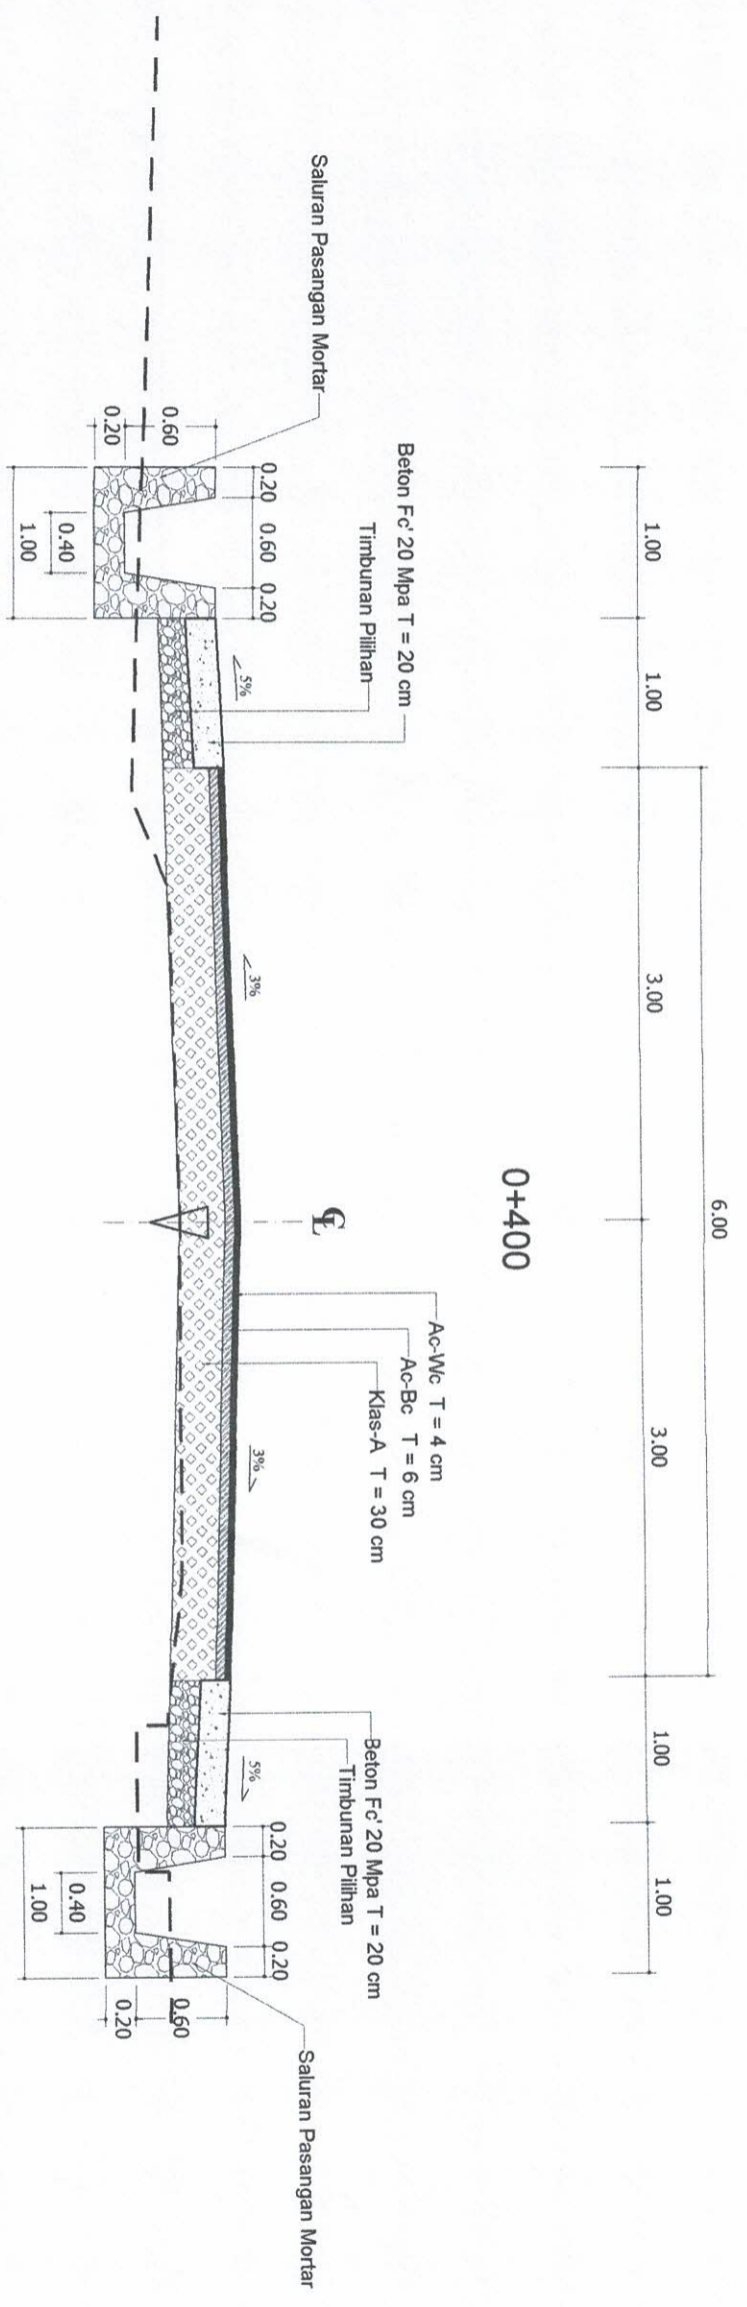 6.00
1.00
1.00
3.00
3.00
1.00
1.00
0+400
Beton Fc' 20 Mpa T = 20 cm
Timbunan Pilihan
Saluran Pasangan Mortar
Ac-Wc T = 4 cm
Ac-Bc T = 6 cm
Klas-A T = 30 cm
CL
Beton Fc' 20 Mpa T = 20 cm
Timbunan Pilihan
Saluran Pasangan Mortar
0.20
0.60
0.20
5%
3%
3%
5%
0.20
0.60
0.20
0.60
0.20
0.60
0.20
0.40
1.00
0.40
1.00